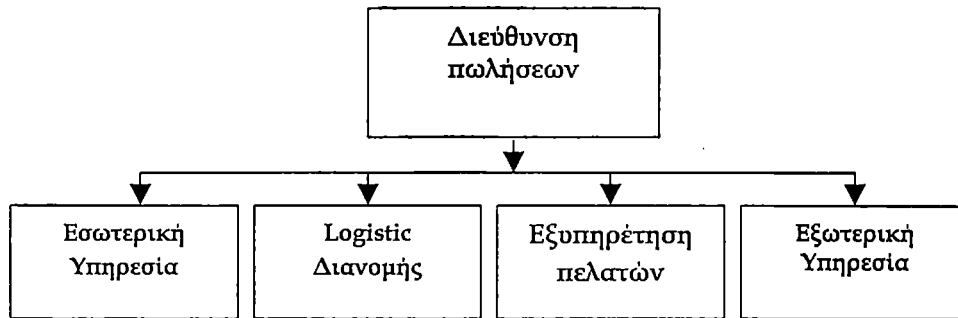 Διεύθυνση
πωλήσεων
Εσωτερική
Υπηρεσία
Logistic
Διανομής
Εξυπηρέτηση
πελατών
Εξωτερική
Υπηρεσία